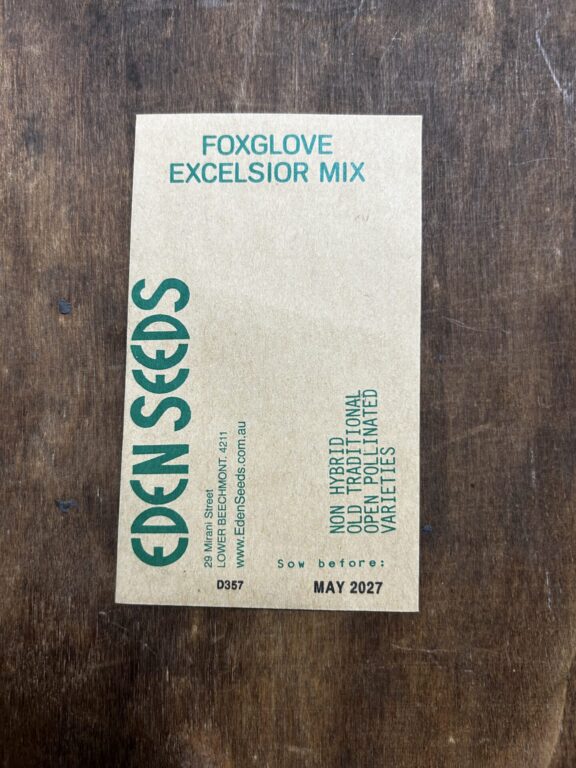 FOXGLOVE
EXCELSIOR MIX
EDEN SEEDS
29 Mirani Street
LOWER BEECHMONT. 4211
www.EdenSeeds.com.au
NON HYBRID
OLD TRADITIONAL
OPEN POLLINATED
VARIETIES
Sow before:
D357
MAY 2027